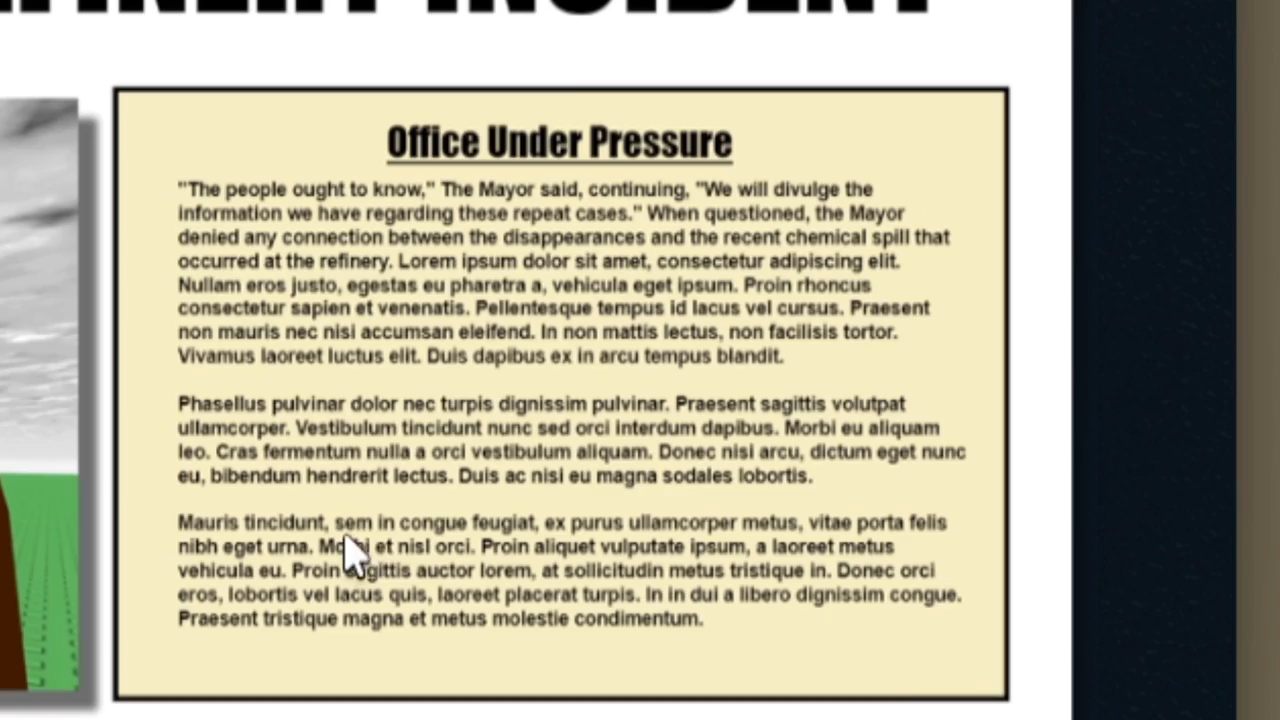 INCIDENT
Office Under Pressure
"The people ought to know," The Mayor said, continuing, "We will divulge the
information we have regarding these repeat cases." When questioned, the Mayor
denied any connection between the disappearances and the recent chemical spill that
occurred at the refinery. Lorem ipsum dolor sit amet, consectetur adipiscing elit.
Nullam eros justo, egestas eu pharetra a, vehicula eget ipsum. Proin rhoncus
consectetur sapien et venenatis. Pellentesque tempus id lacus vel cursus. Praesent
non mauris nec nisl accumsan eleifend. In non mattis lectus, non facilisis tortor.
Vivamus laoreet luctus elit. Duis dapibus ex in arcu tempus blandit.
Phasellus pulvinar dolor nec turpis dignissim pulvinar. Praesent sagittis volutpat
ullamcorper. Vestibulum tincidunt nunc sed orci interdum dapibus. Morbi eu aliquam
leo. Cras fermentum nulla a orci vestibulum aliquam. Donec nisi arcu, dictum eget nunc
eu, bibendum hendrerit lectus. Duis ac nisl eu magna sodales lobortis.
Mauris tincidunt, sem in congue feugiat, ex purus ullamcorper metus, vitae porta felis
nibh eget urna. Morbi et nisl orci. Proin aliquet vulputate ipsum, a laoreet metus
vehicula eu. Proin sagittis auctor lorem, at sollicitudin metus tristique in. Donec orci
eros, lobortis vel lacus quis, laoreet placerat turpis. In in dui a libero dignissim congue.
Praesent tristique magna et metus molestie condimentum.